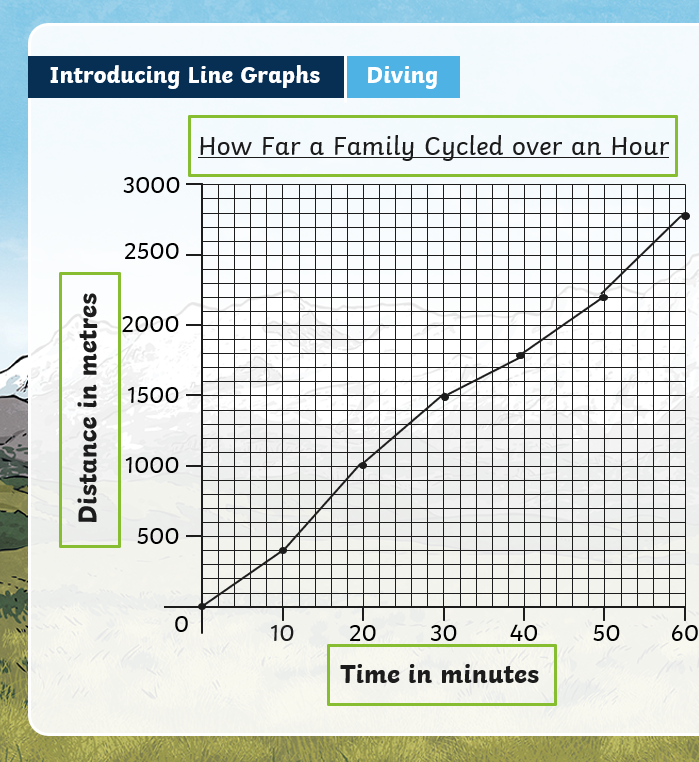 Introducing Line Graphs
Diving
How Far a Family Cycled over an Hour
3000
2500
2000
1500
1000
500
0
10 20 30 40 50 60
Distance in metres
Time in minutes